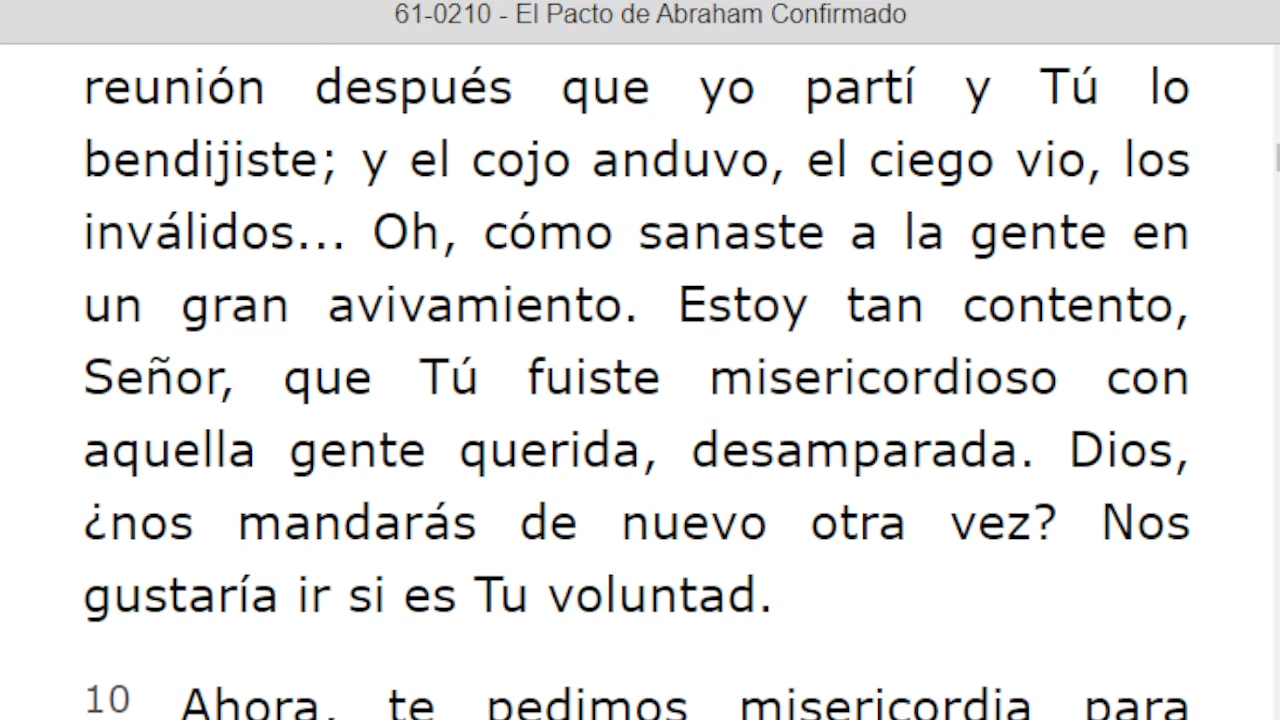 61-0210 - El Pacto de Abraham Confirmado
reunión después que yo partí y Tú lo
bendijiste; y el cojo anduvo, el ciego vio, los
inválidos... Oh, cómo sanaste a la gente en
un gran avivamiento. Estoy tan contento,
Señor, que Tú fuiste misericordioso con
aquella gente querida, desamparada. Dios,
¿nos mandarás de nuevo otra vez? Nos
gustaría ir si es Tu voluntad.
10 Ahora, te pedimos misericordia para